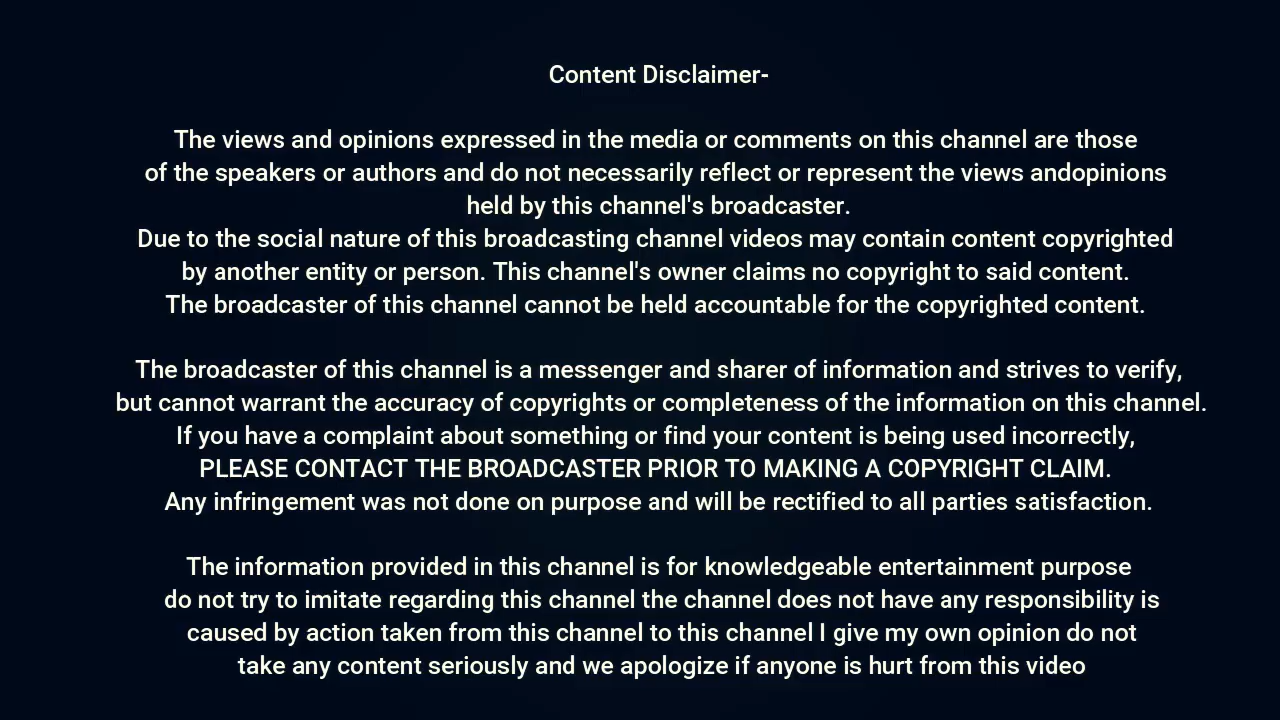 Content Disclaimer-
The views and opinions expressed in the media or comments on this channel are those
of the speakers or authors and do not necessarily reflect or represent the views andopinions
held by this channel's broadcaster.
Due to the social nature of this broadcasting channel videos may contain content copyrighted
by another entity or person. This channel's owner claims no copyright to said content.
The broadcaster of this channel cannot be held accountable for the copyrighted content.
The broadcaster of this channel is a messenger and sharer of information and strives to verify,
but cannot warrant the accuracy of copyrights or completeness of the information on this channel.
If you have a complaint about something or find your content is being used incorrectly,
PLEASE CONTACT THE BROADCASTER PRIOR TO MAKING A COPYRIGHT CLAIM.
Any infringement was not done on purpose and will be rectified to all parties satisfaction.
The information provided in this channel is for knowledgeable entertainment purpose
do not try to imitate regarding this channel the channel does not have any responsibility is
caused by action taken from this channel to this channel I give my own opinion do not
take any content seriously and we apologize if anyone is hurt from this video